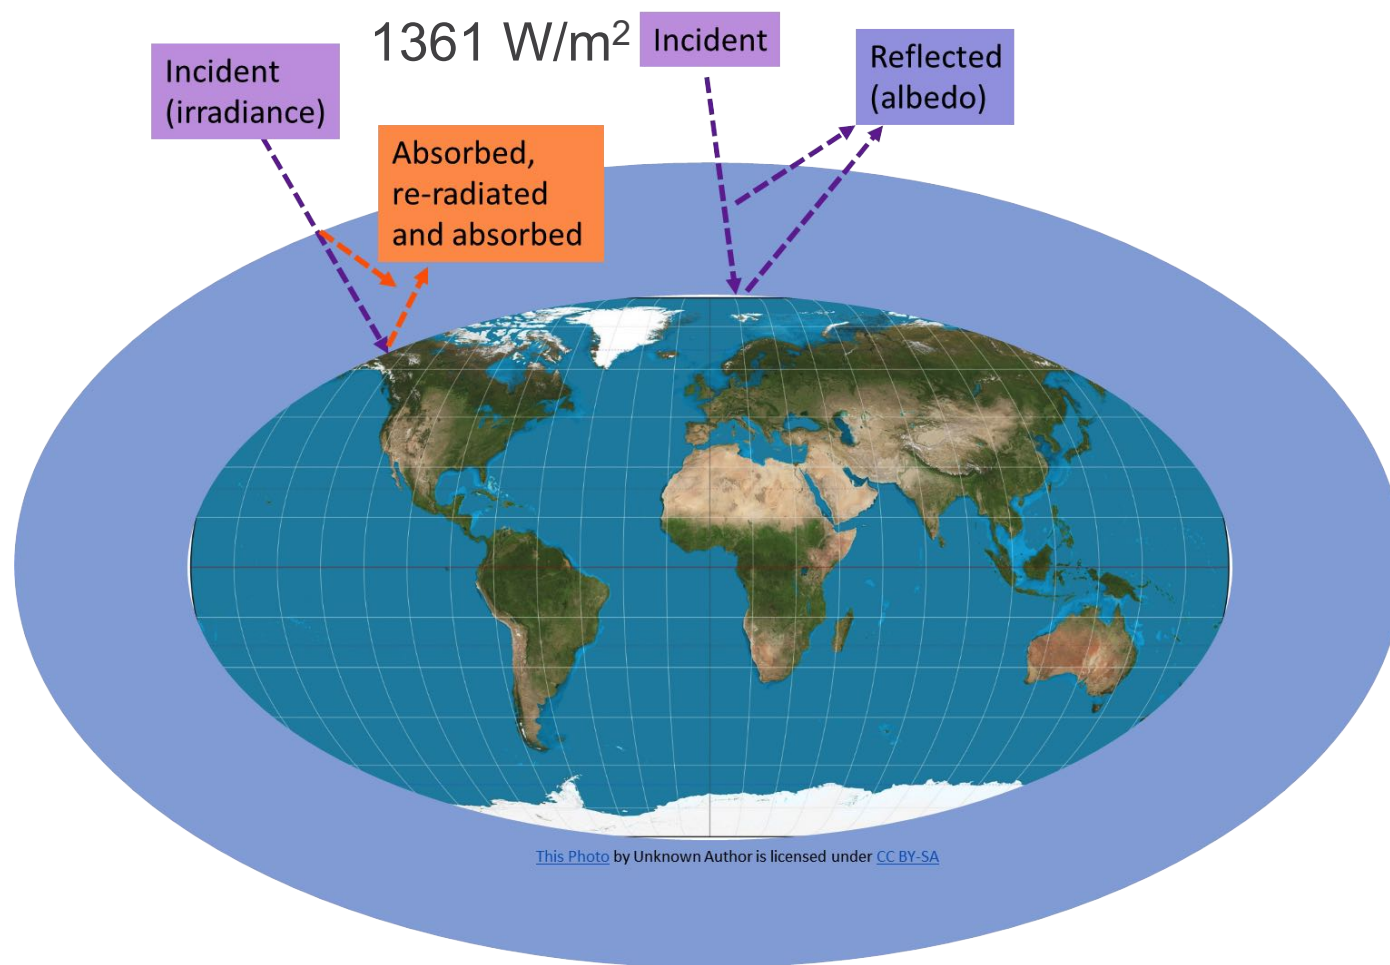 1361 W/m²
Incident
Reflected
(albedo)
Incident
(irradiance)
Absorbed,
re-radiated
and absorbed
This Photo by Unknown Author is licensed under CC BY-SA